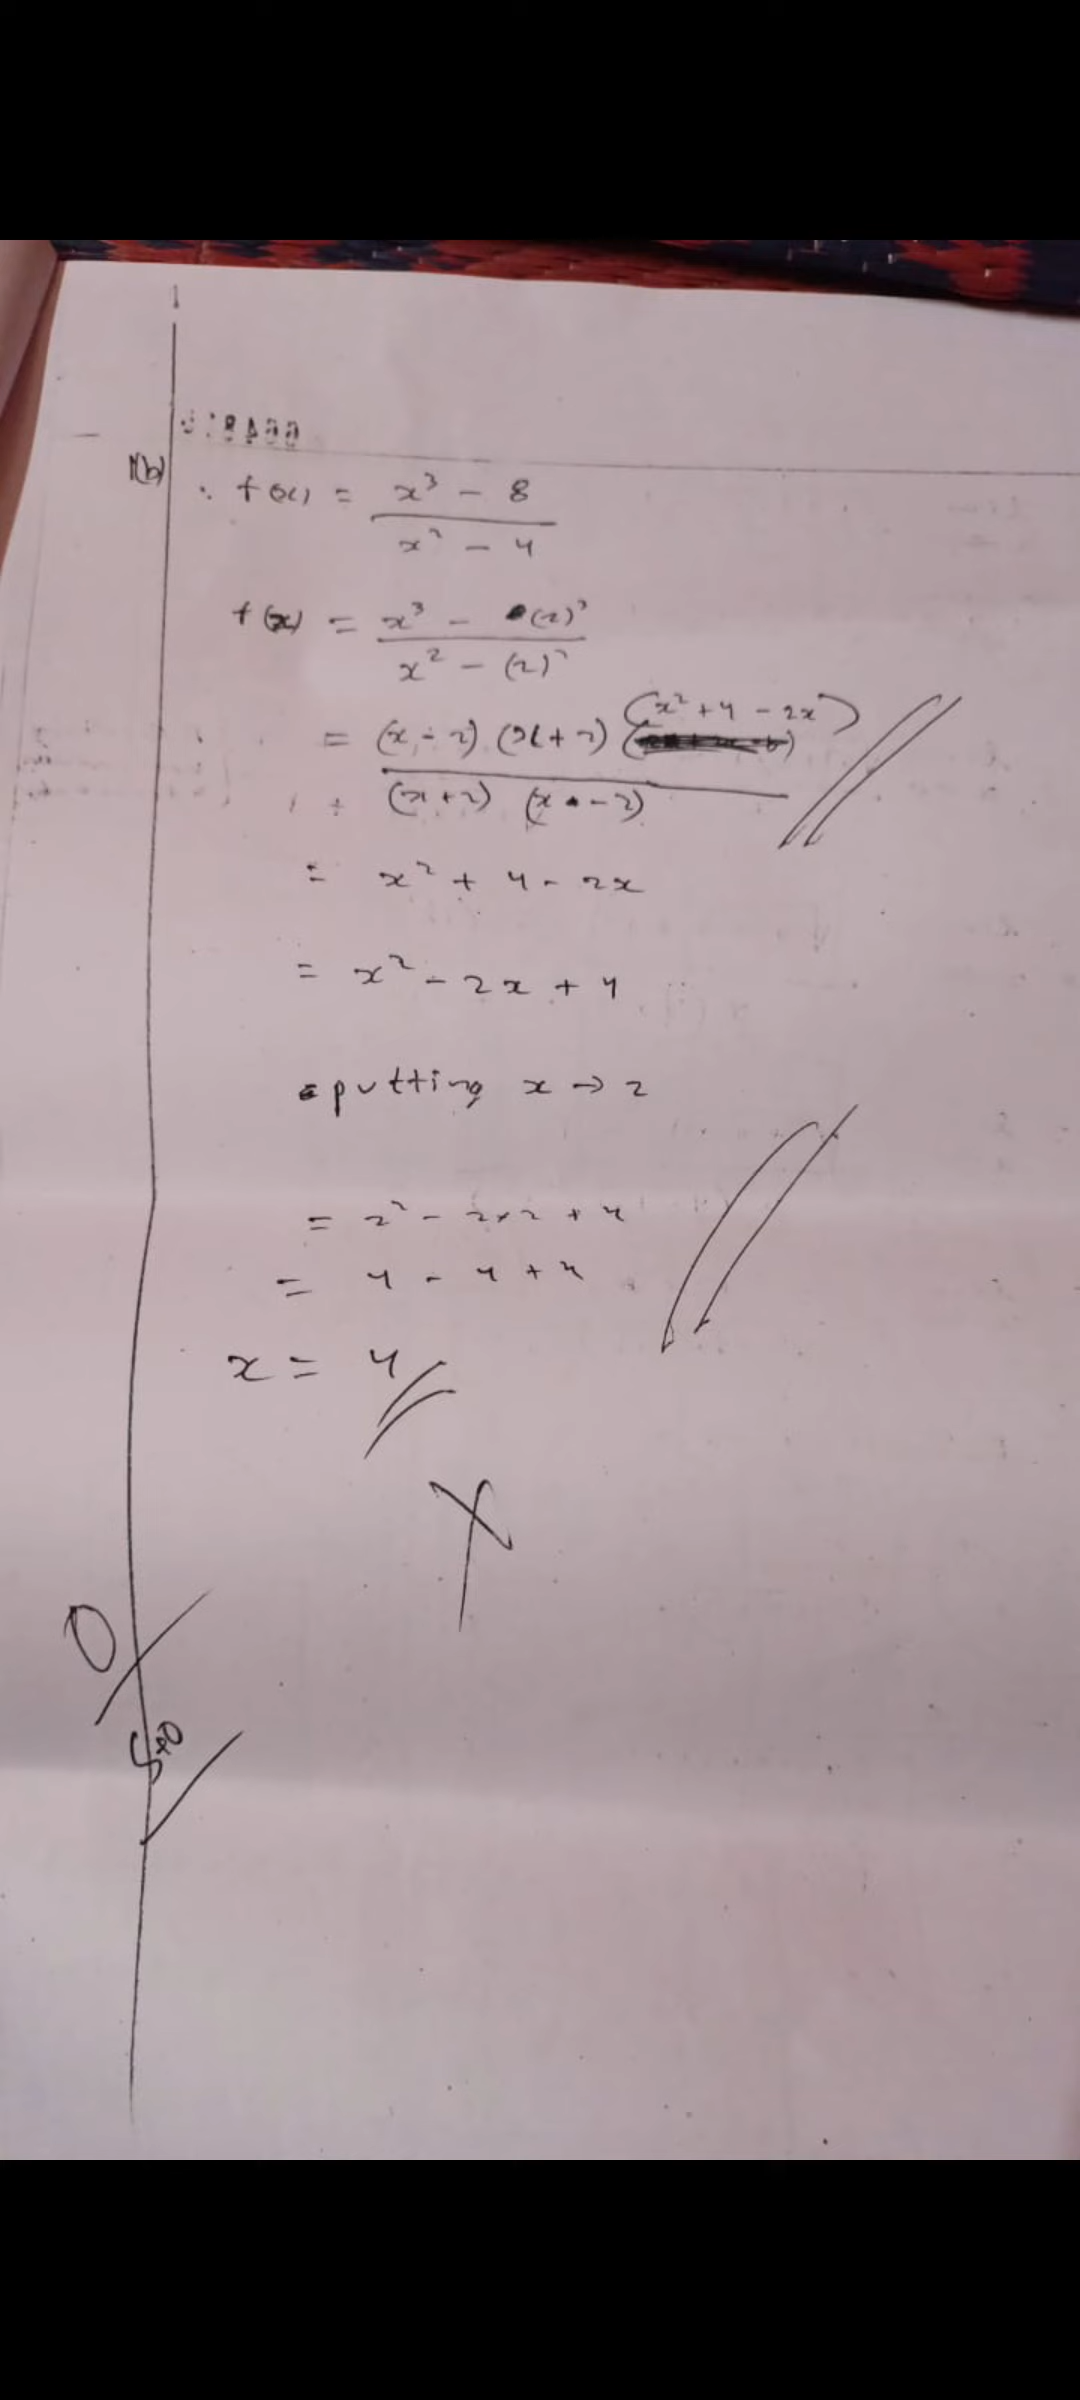 1(b) ∴ f(x) = x³ - 8 / x² - 4
f(x) = x³ - (2)³ / x² - (2)²
= (x - 2) (x + 2) (x² + 4 - 2x) / (x + 2) (x - 2)
= x² + 4 - 2x
= x² - 2x + 4
putting x → 2
= 2² - 2×2 + 4
= 4 - 4 + 4
x = 4
0